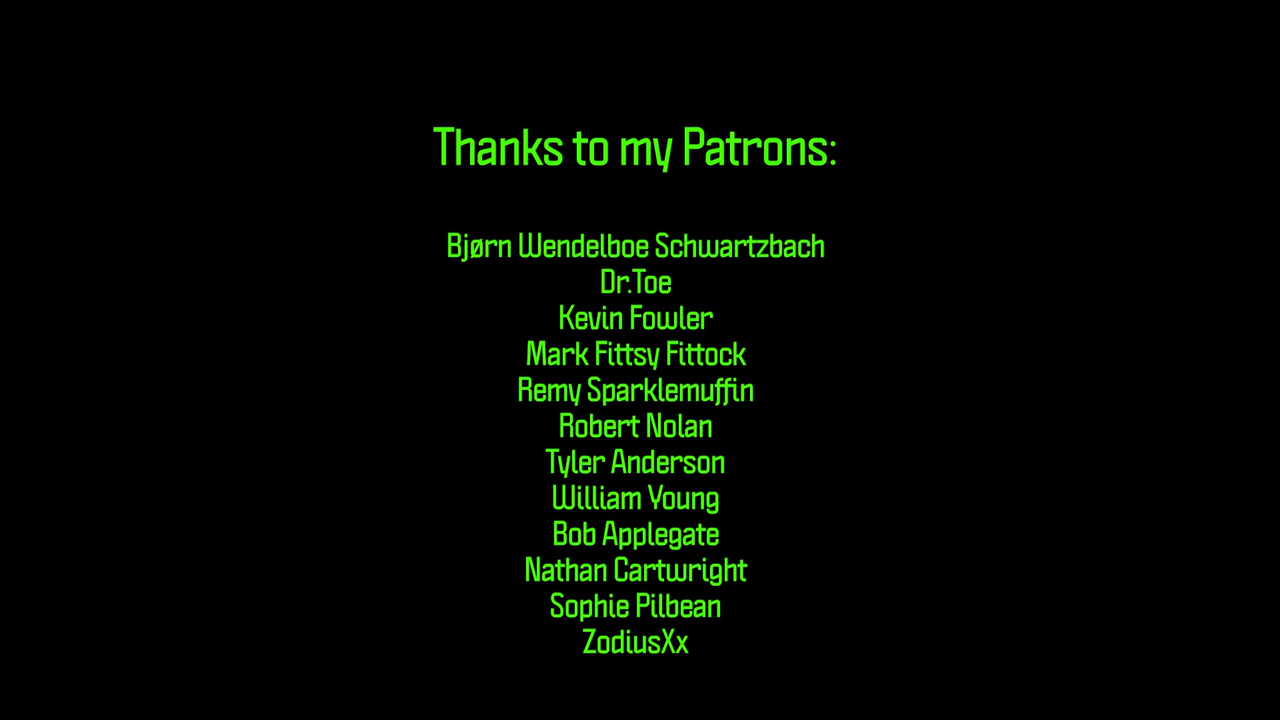 Thanks to my Patrons:
Bjørn Wendelboe Schwartzbach
Dr.Toe
Kevin Fowler
Mark Fittsy Fittock
Remy Sparklemuffin
Robert Nolan
Tyler Anderson
William Young
Bob Applegate
Nathan Cartwright
Sophie Pilbean
ZodiusXx